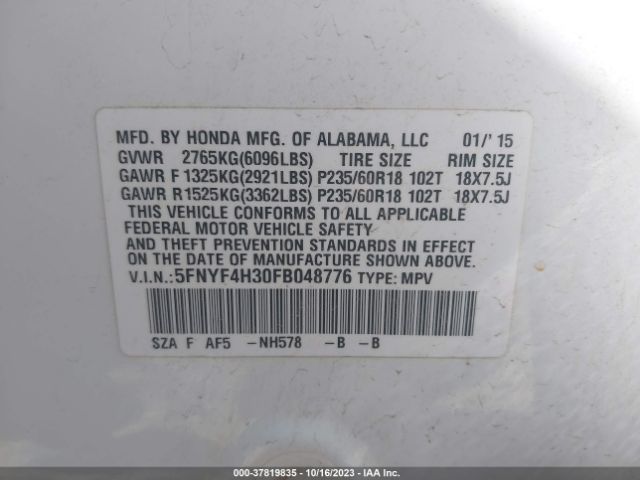 MFD. BY HONDA MFG. OF ALABAMA, LLC 01/'15
GVWR 2765KG(6096LBS) TIRE SIZE RIM SIZE
GAWR F 1325KG(2921LBS) P235/60R18 102T 18X7.5J
GAWR R 1525KG(3362LBS) P235/60R18 102T 18X7.5J
THIS VEHICLE CONFORMS TO ALL APPLICABLE
FEDERAL MOTOR VEHICLE SAFETY
AND THEFT PREVENTION STANDARDS IN EFFECT
ON THE DATE OF MANUFACTURE SHOWN ABOVE.
V.I.N.:5FNYF4H30FB048776 TYPE: MPV
SZA F AF5 -NH578 -B -B
000-37819835 - 10/16/2023 - IAA Inc.